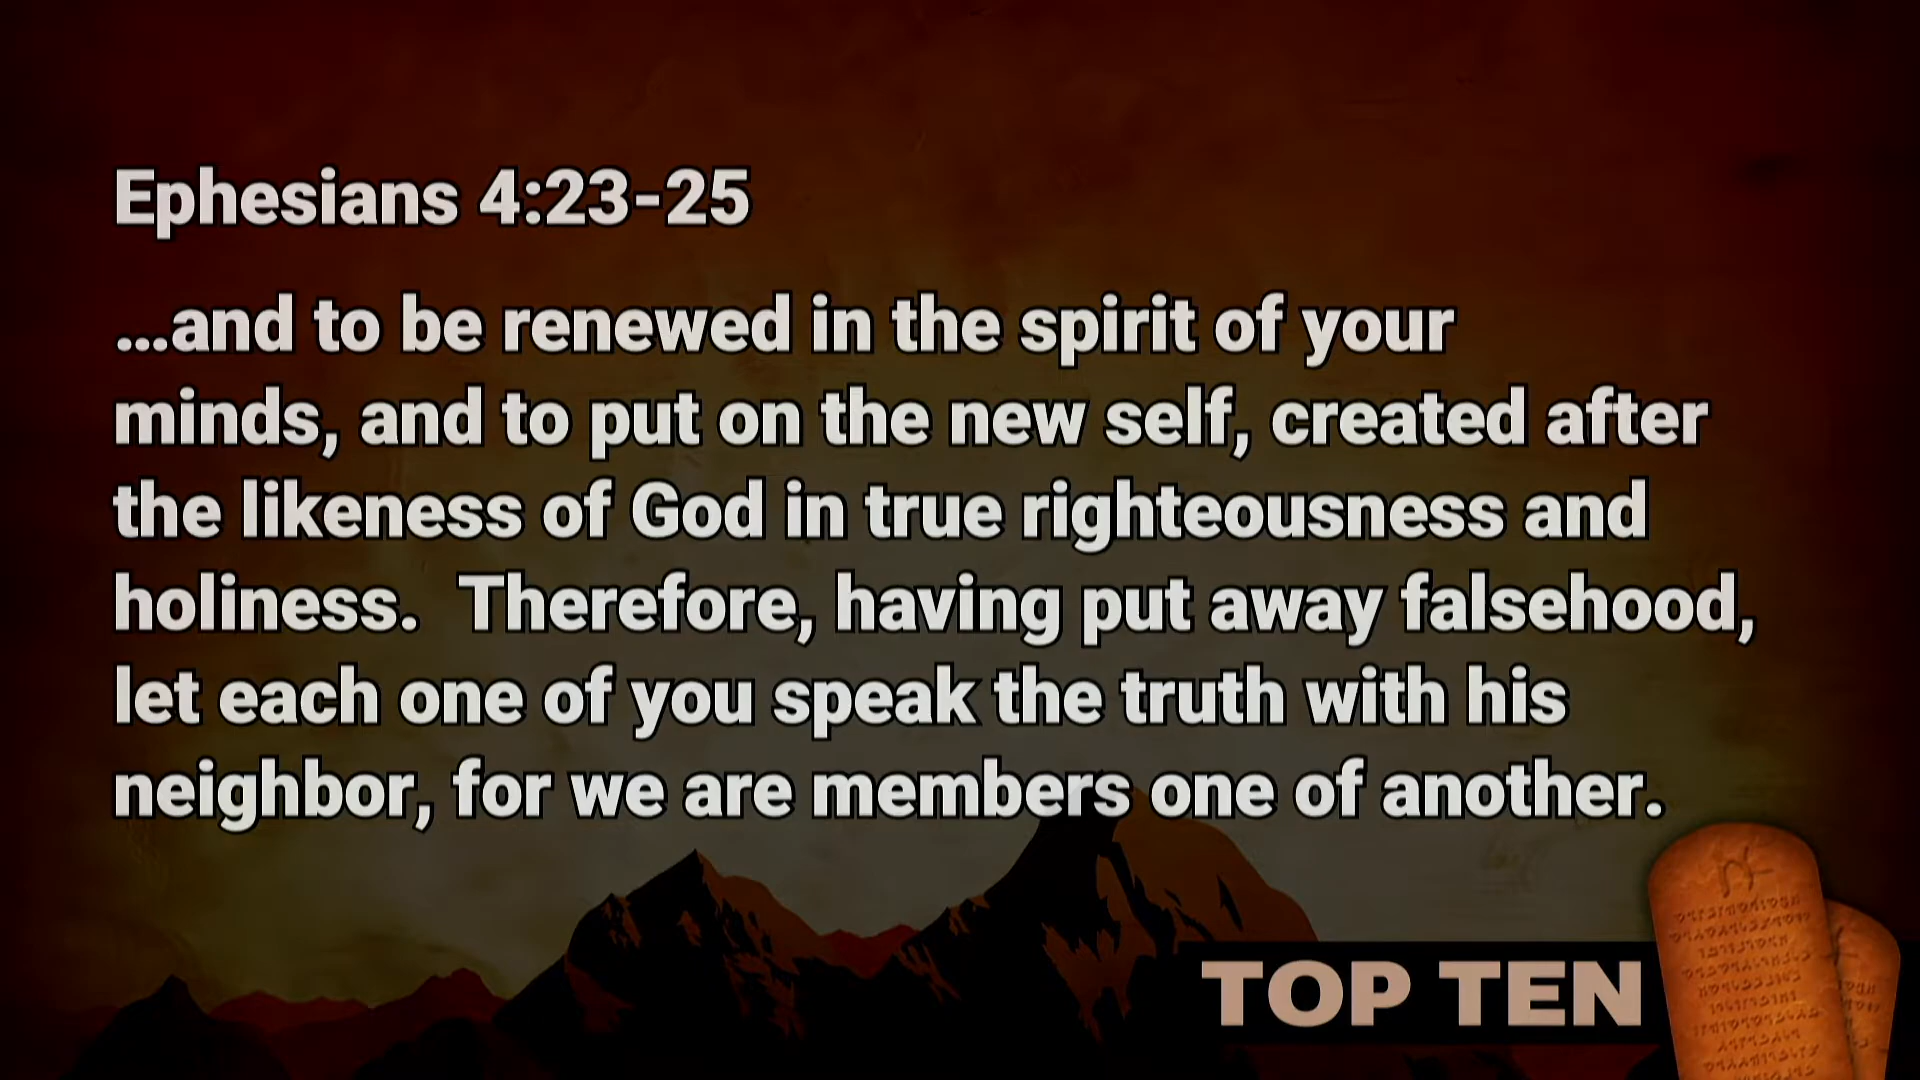 Ephesians 4:23-25
...and to be renewed in the spirit of your
minds, and to put on the new self, created after
the likeness of God in true righteousness and
holiness.  Therefore, having put away falsehood,
let each one of you speak the truth with his
neighbor, for we are members one of another.
TOP TEN